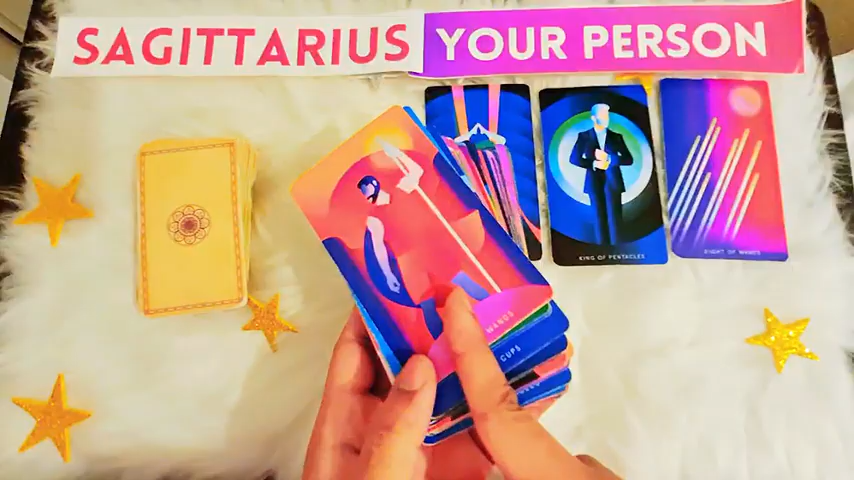 SAGITTARIUS YOUR PERSON
KING OF PENTACLES
EIGHT OF WANDS
WANDS
CUPS